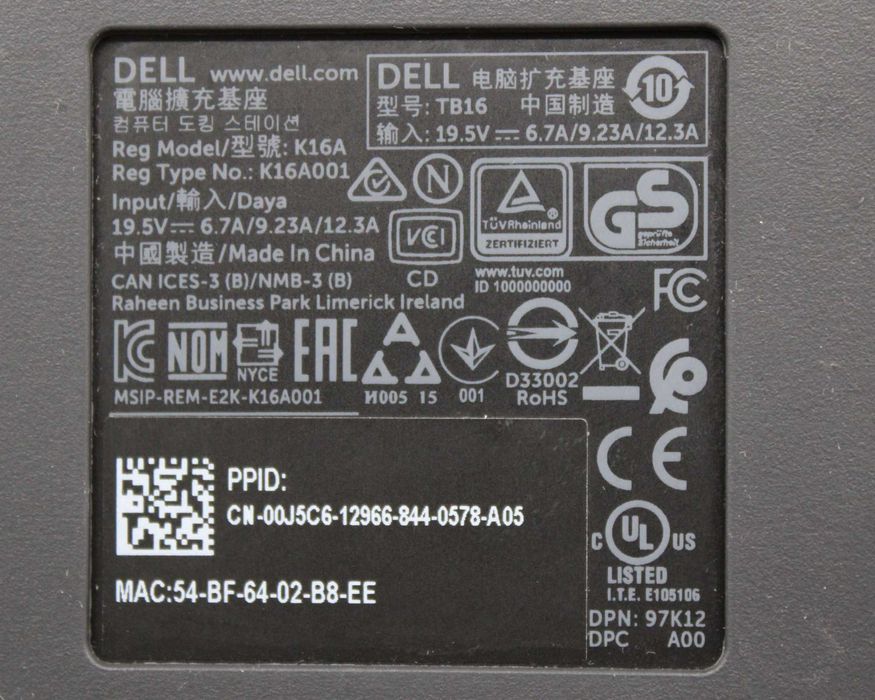 DELL www.dell.com
電腦擴充基座
컴퓨터 도킹 스테이션
Reg Model/型號: K16A
Reg Type No.: K16A001
Input/輸入/Daya
19.5V⎓6.7A/9.23A/12.3A
中國製造/Made In China
CAN ICES-3 (B)/NMB-3 (B)
Raheen Business Park Limerick Ireland
DELL 电脑扩充基座
型号: TB16 中国制造
输入: 19.5V⎓6.7A/9.23A/12.3A
10
N
VCI
CD
TÜVRheinland
ZERTIFIZIERT
GS
geprüfte
Sicherheit
www.tuv.com
ID 1000000000
FC
KC
NOM
NYCE
EAC
MSIP-REM-E2K-K16A001
И005 15
001
D33002
RoHS
PPID:
CN-00J5C6-12966-844-0578-A05
MAC:54-BF-64-02-B8-EE
CE
C UL US
LISTED
I.T.E. E105106
DPN: 97K12
DPC A00